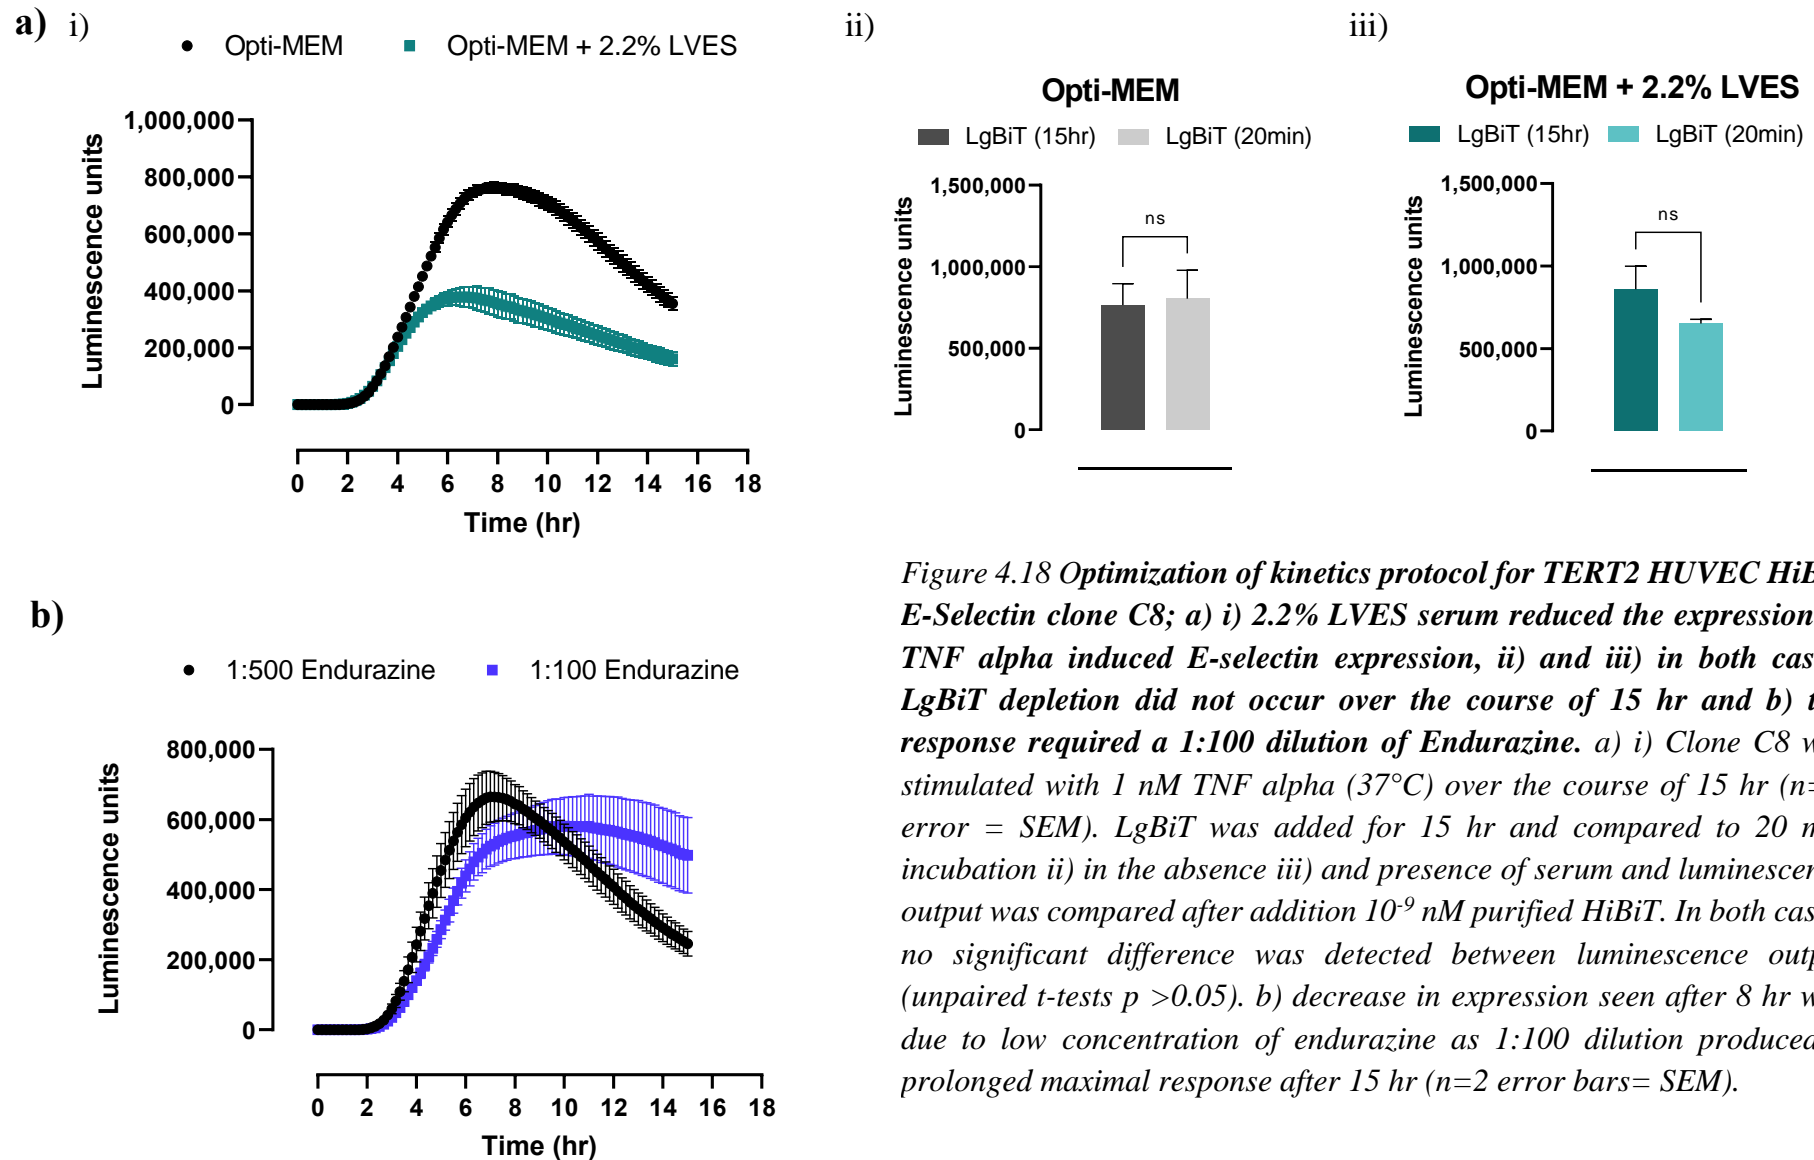 a) i)
Opti-MEM
Opti-MEM + 2.2% LVES
1,000,000
800,000
600,000
400,000
200,000
0
Luminescence units
0 2 4 6 8 10 12 14 16 18
Time (hr)
ii)
Opti-MEM
LgBiT (15hr) LgBiT (20min)
1,500,000
1,000,000
500,000
0
Luminescence units
ns
iii)
Opti-MEM + 2.2% LVES
LgBiT (15hr) LgBiT (20min)
1,500,000
1,000,000
500,000
0
Luminescence units
ns
b)
1:500 Endurazine 1:100 Endurazine
800,000
600,000
400,000
200,000
0
Luminescence units
0 2 4 6 8 10 12 14 16 18
Time (hr)
Figure 4.18 Optimization of kinetics protocol for TERT2 HUVEC
E-Selectin clone C8; a) i) 2.2% LVES serum reduced the expression
TNF alpha induced E-selectin expression, ii) and iii) in both
LgBiT depletion did not occur over the course of 15 hr and b)
response required a 1:100 dilution of Endurazine. a) i) Clone C8
stimulated with 1 nM TNF alpha (37°C) over the course of 15 hr
error = SEM). LgBiT was added for 15 hr and compared to 20
incubation ii) in the absence iii) and presence of serum and
output was compared after addition 10-9 nM purified HiBiT. In both
no significant difference was detected between luminescence
(unpaired t-tests p >0.05). b) decrease in expression seen after 8 hr
due to low concentration of endurazine as 1:100 dilution produced
prolonged maximal response after 15 hr (n=2 error bars= SEM).